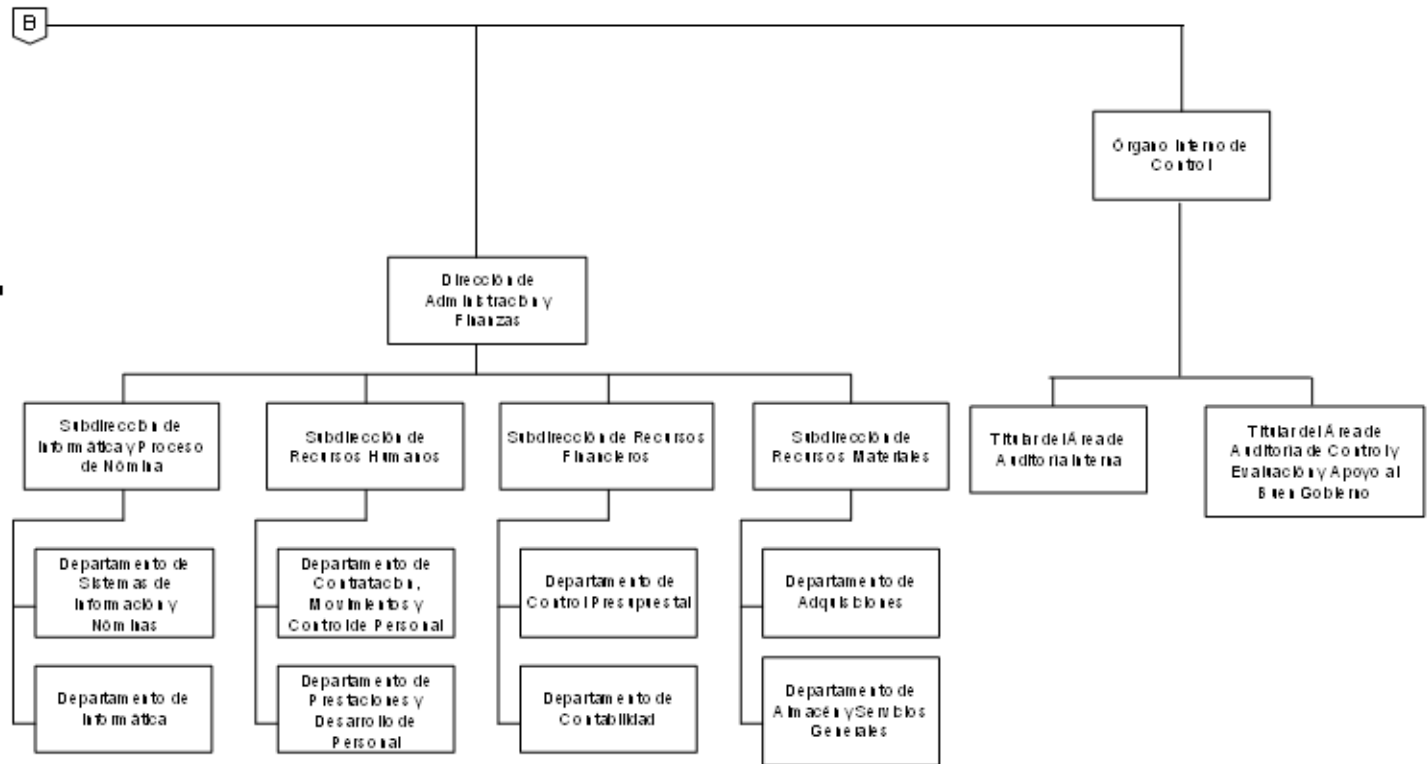 B
Órgano Interno de
Control
Dirección de
Administración y
Finanzas
Subdirección de
Informática y Proceso
de Nómina
Subdirección de
Recursos Humanos
Subdirección de Recursos
Financieros
Subdirección de
Recursos Materiales
Titular del Área de
Auditoría Interna
Titular del Área de
Auditoría de Control y
Evaluación y Apoyo al
Buen Gobierno
Departamento de
Sistemas de
Información y
Nóminas
Departamento de
Contratación,
Movimientos y
Control de Personal
Departamento de
Control Presupuestal
Departamento de
Adquisiciones
Departamento de
Informática
Departamento de
Prestaciones y
Desarrollo de
Personal
Departamento de
Contabilidad
Departamento de
Almacén y Servicios
Generales